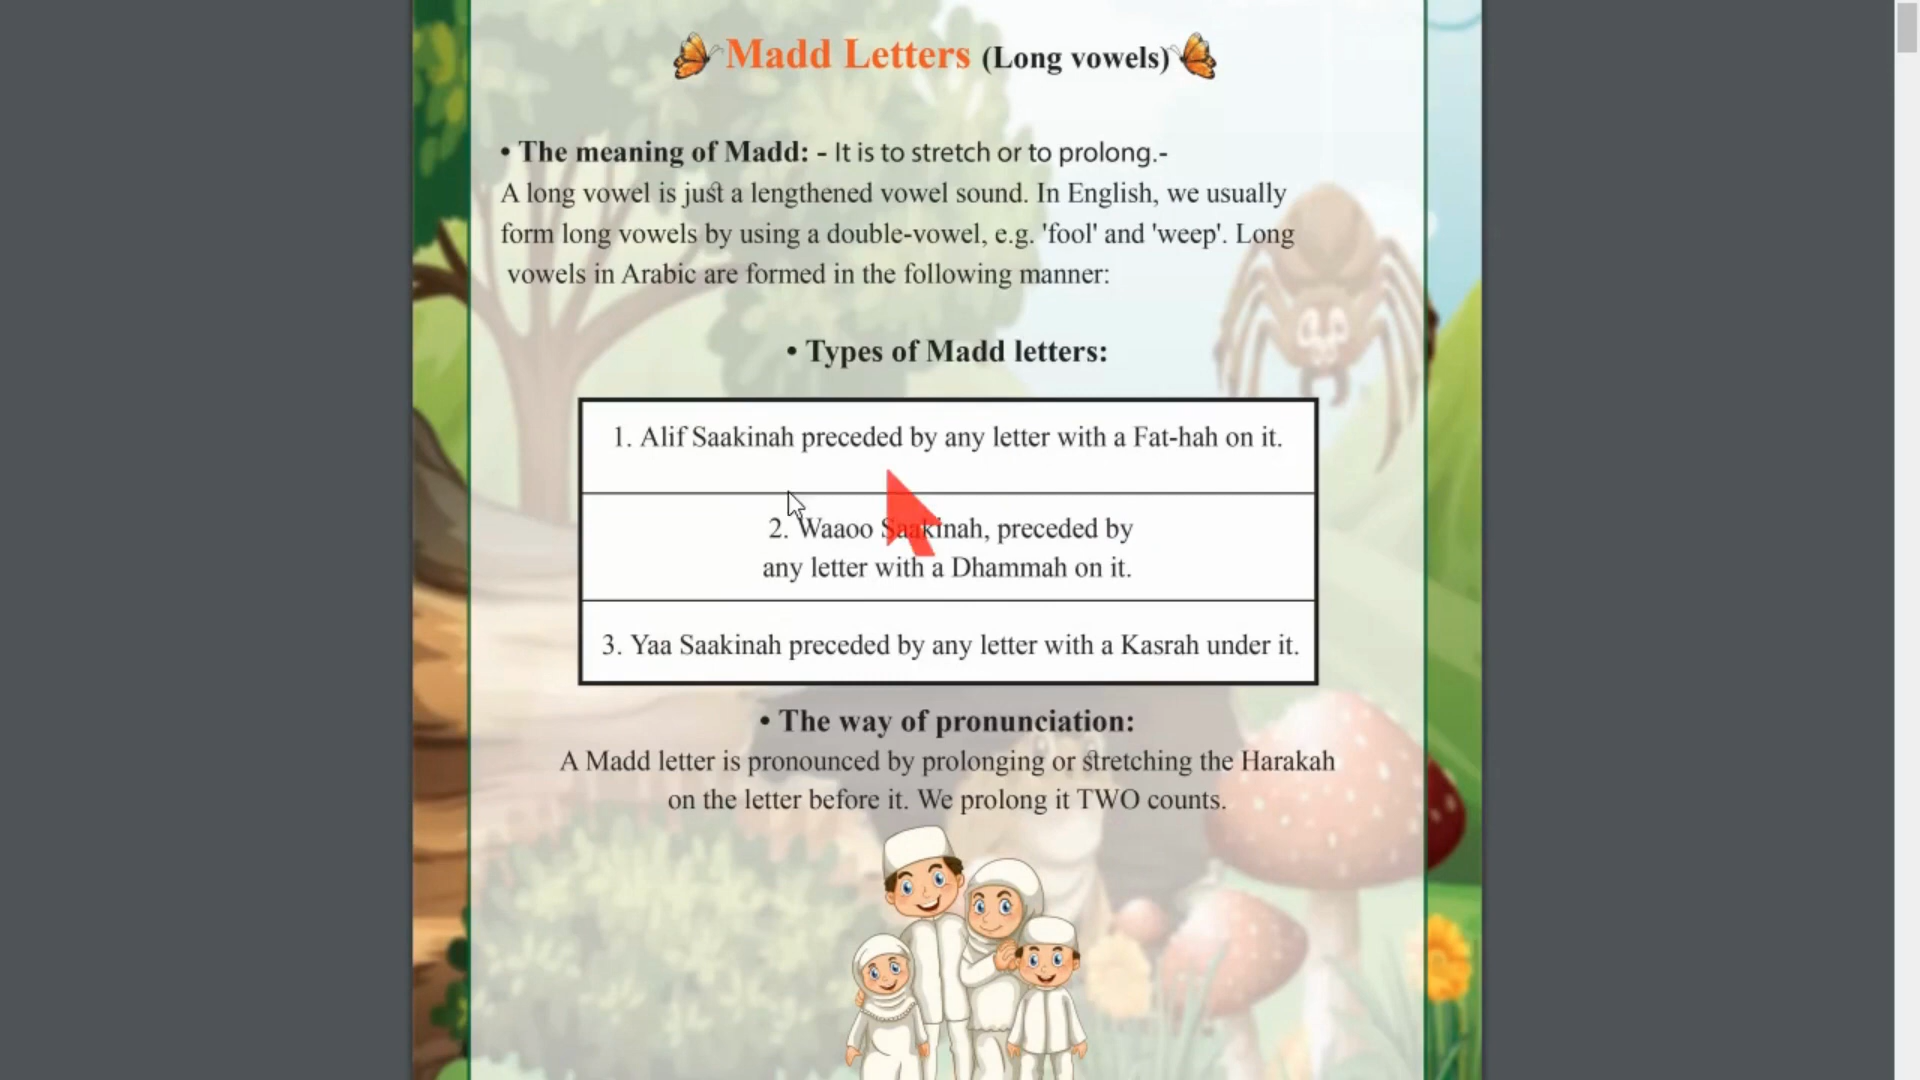 Madd Letters (Long vowels)
• The meaning of Madd: - It is to stretch or to prolong.-
A long vowel is just a lengthened vowel sound. In English, we usually
form long vowels by using a double-vowel, e.g. 'fool' and 'weep'. Long
vowels in Arabic are formed in the following manner:
• Types of Madd letters:
1. Alif Saakinah preceded by any letter with a Fat-hah on it.
2. Waaoo Saakinah, preceded by
any letter with a Dhammah on it.
3. Yaa Saakinah preceded by any letter with a Kasrah under it.
• The way of pronunciation:
A Madd letter is pronounced by prolonging or stretching the Harakah
on the letter before it. We prolong it TWO counts.